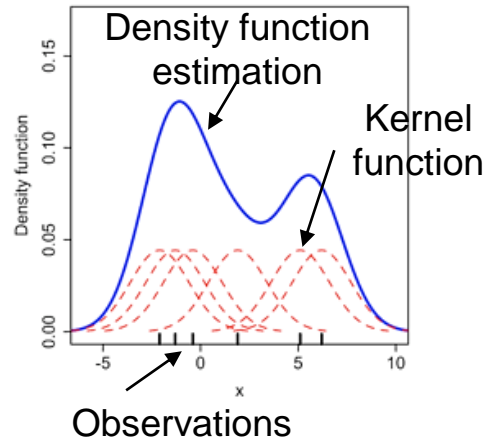 Density function
estimation
Kernel
function
Density function
0.15
0.10
0.05
0.00
-5
0
5
10
x
Observations